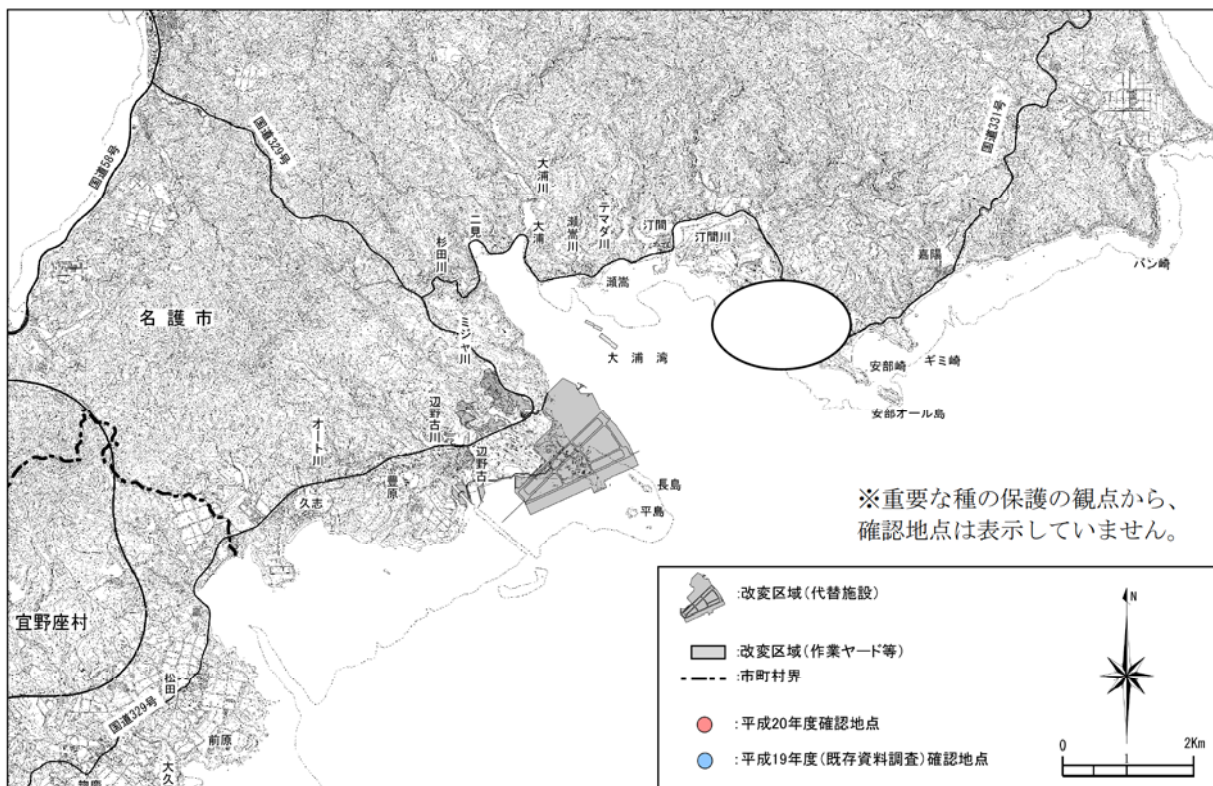 国道58号
国道329号
国道331号
大浦川
二見
大浦
瀬嵩川
テマダ川
汀間
汀間川
杉田川
瀬嵩
嘉陽
バン崎
名護市
ミジャ川
大浦湾
安部崎
ギミ崎
安部オール島
辺野古川
オート川
辺野古
豊原
久志
長島
平島
※重要な種の保護の観点から、
確認地点は表示していません。
宜野座村
松田
国道329号
前原
大久
:改変区域(代替施設)
:改変区域(作業ヤード等)
:市町村界
:平成20年度確認地点
:平成19年度(既存資料調査)確認地点
N
0 1 2Km